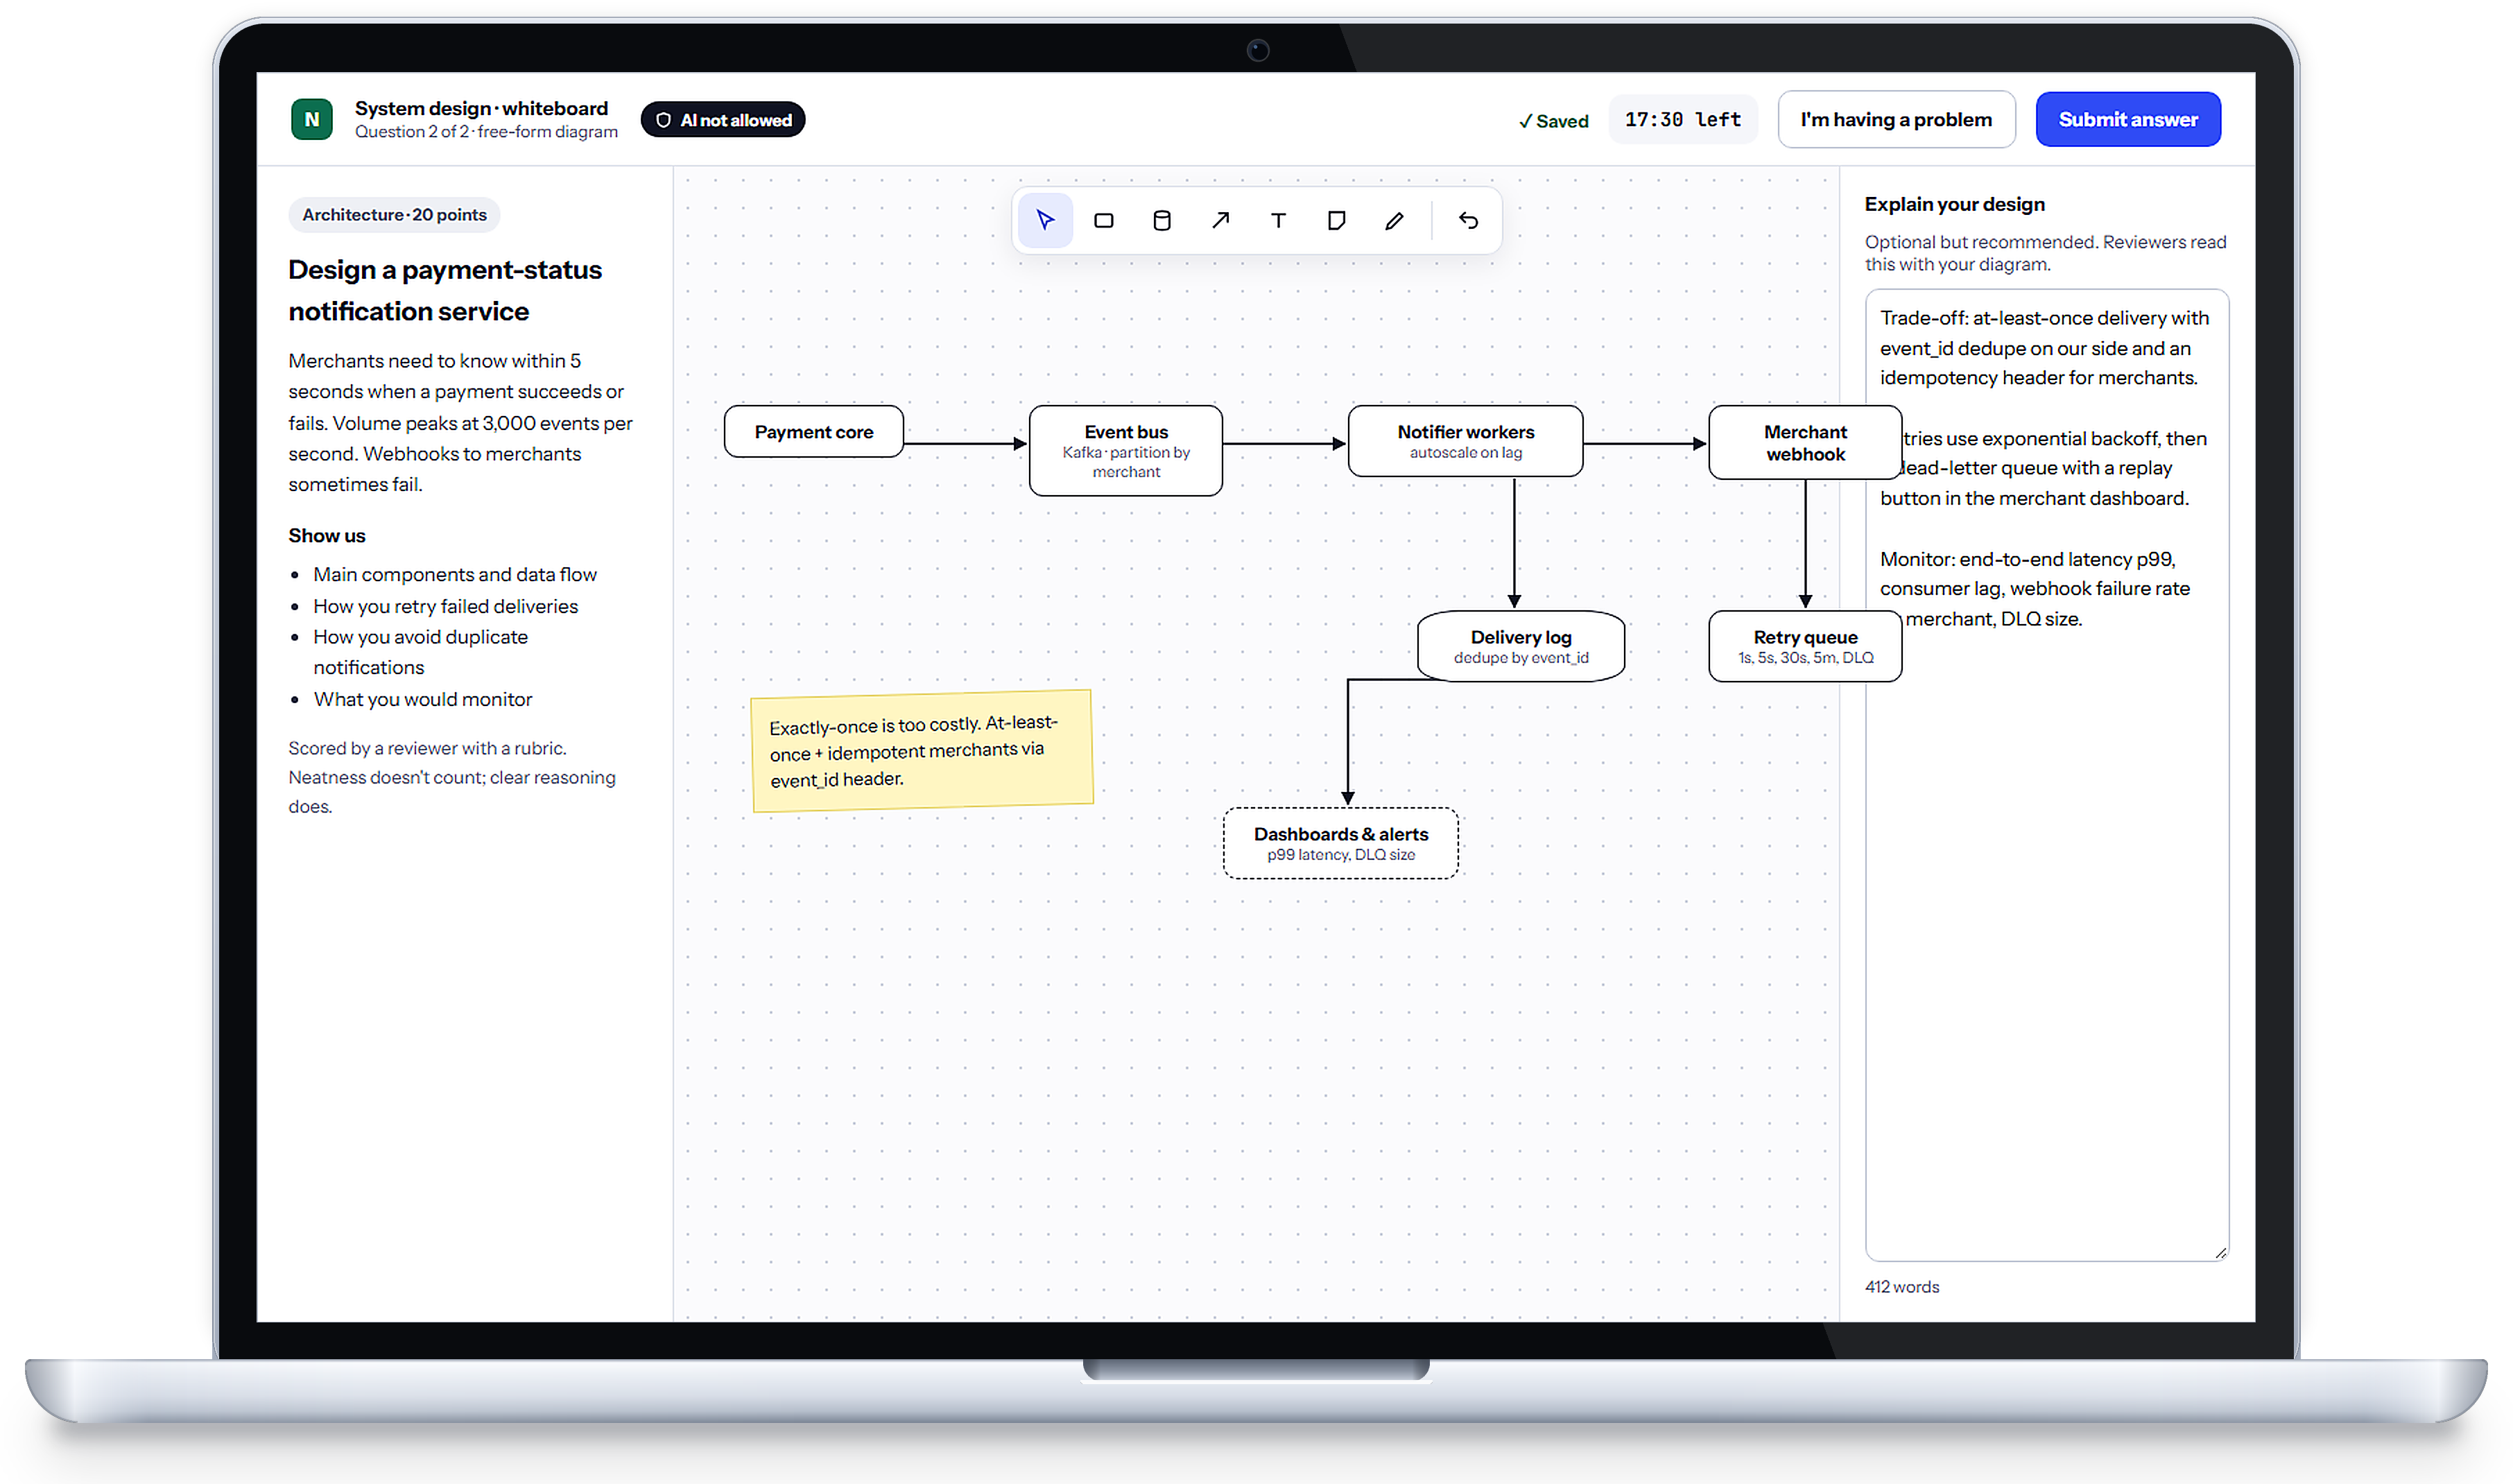 N
System design · whiteboard
Question 2 of 2 · free-form diagram
AI not allowed
✓ Saved
17:30 left
I'm having a problem
Submit answer
Architecture · 20 points
Design a payment-status
notification service
Merchants need to know within 5
seconds when a payment succeeds or
fails. Volume peaks at 3,000 events per
second. Webhooks to merchants
sometimes fail.
Show us
• Main components and data flow
• How you retry failed deliveries
• How you avoid duplicate
notifications
• What you would monitor
Scored by a reviewer with a rubric.
Neatness doesn't count; clear reasoning
does.
T
Payment core
Event bus
Kafka · partition by
merchant
Notifier workers
autoscale on lag
Merchant
webhook
Delivery log
dedupe by event_id
Retry queue
1s, 5s, 30s, 5m, DLQ
Exactly-once is too costly. At-least-
once + idempotent merchants via
event_id header.
Dashboards & alerts
p99 latency, DLQ size
Explain your design
Optional but recommended. Reviewers read
this with your diagram.
Trade-off: at-least-once delivery with
event_id dedupe on our side and an
idempotency header for merchants.
use exponential backoff, then
queue with a replay
button in the merchant dashboard.
Monitor: end-to-end latency p99,
consumer lag, webhook failure rate
merchant, DLQ size.
412 words